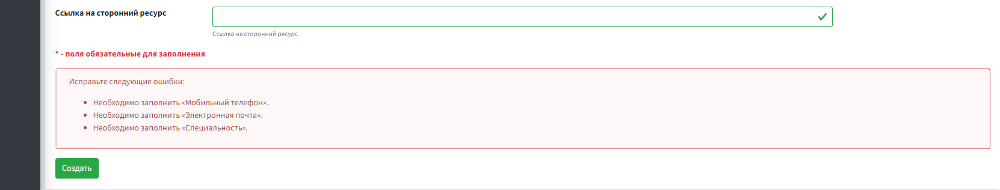 Ссылка на сторонний ресурс
Ссылка на сторонний ресурс
* - поля обязательные для заполнения
Исправьте следующие ошибки:
Необходимо заполнить «Мобильный телефон».
Необходимо заполнить «Электронная почта».
Необходимо заполнить «Специальность».
Создать